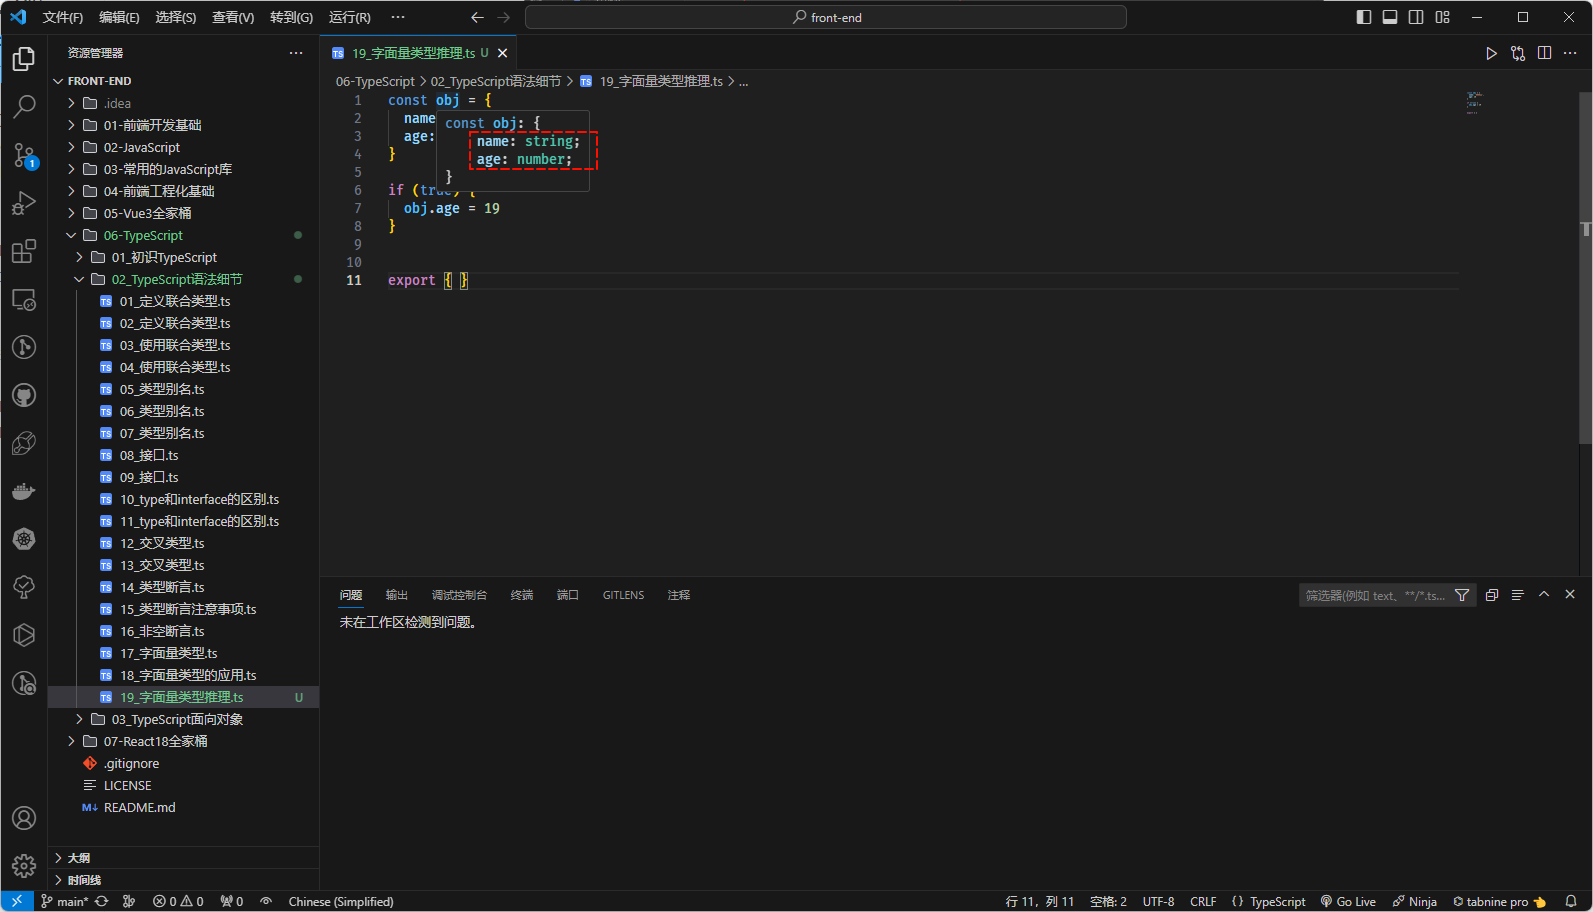 文件(F) 编辑(E) 选择(S) 查看(V) 转到(G) 运行(R) ···
front-end
资源管理器
FRONT-END
.idea
01-前端开发基础
02-JavaScript
03-常用的JavaScript库
04-前端工程化基础
05-Vue3全家桶
06-TypeScript
01_初识TypeScript
02_TypeScript语法细节
01_定义联合类型.ts
02_定义联合类型.ts
03_使用联合类型.ts
04_使用联合类型.ts
05_类型别名.ts
06_类型别名.ts
07_类型别名.ts
08_接口.ts
09_接口.ts
10_type和interface的区别.ts
11_type和interface的区别.ts
12_交叉类型.ts
13_交叉类型.ts
14_类型断言.ts
15_类型断言注意事项.ts
16_非空断言.ts
17_字面量类型.ts
18_字面量类型的应用.ts
19_字面量类型推理.ts U
03_TypeScript面向对象
07-React18全家桶
.gitignore
LICENSE
README.md
大纲
时间线
1
TS 19_字面量类型推理.ts U
06-TypeScript > 02_TypeScript语法细节 > TS 19_字面量类型推理.ts > ...
1 const obj = {
2 name
3 age:
4 }
5
6 if (true) {
7 obj.age = 19
8 }
9
10
11 export { }
const obj: {
name: string;
age: number;
}
问题 输出 调试控制台 终端 端口 GITLENS 注释
筛选器(例如 text、**/*.ts...
未在工作区检测到问题。
main* 0 0 0 Chinese (Simplified)
行 11，列 11 空格: 2 UTF-8 CRLF {} TypeScript Go Live Ninja tabnine pro